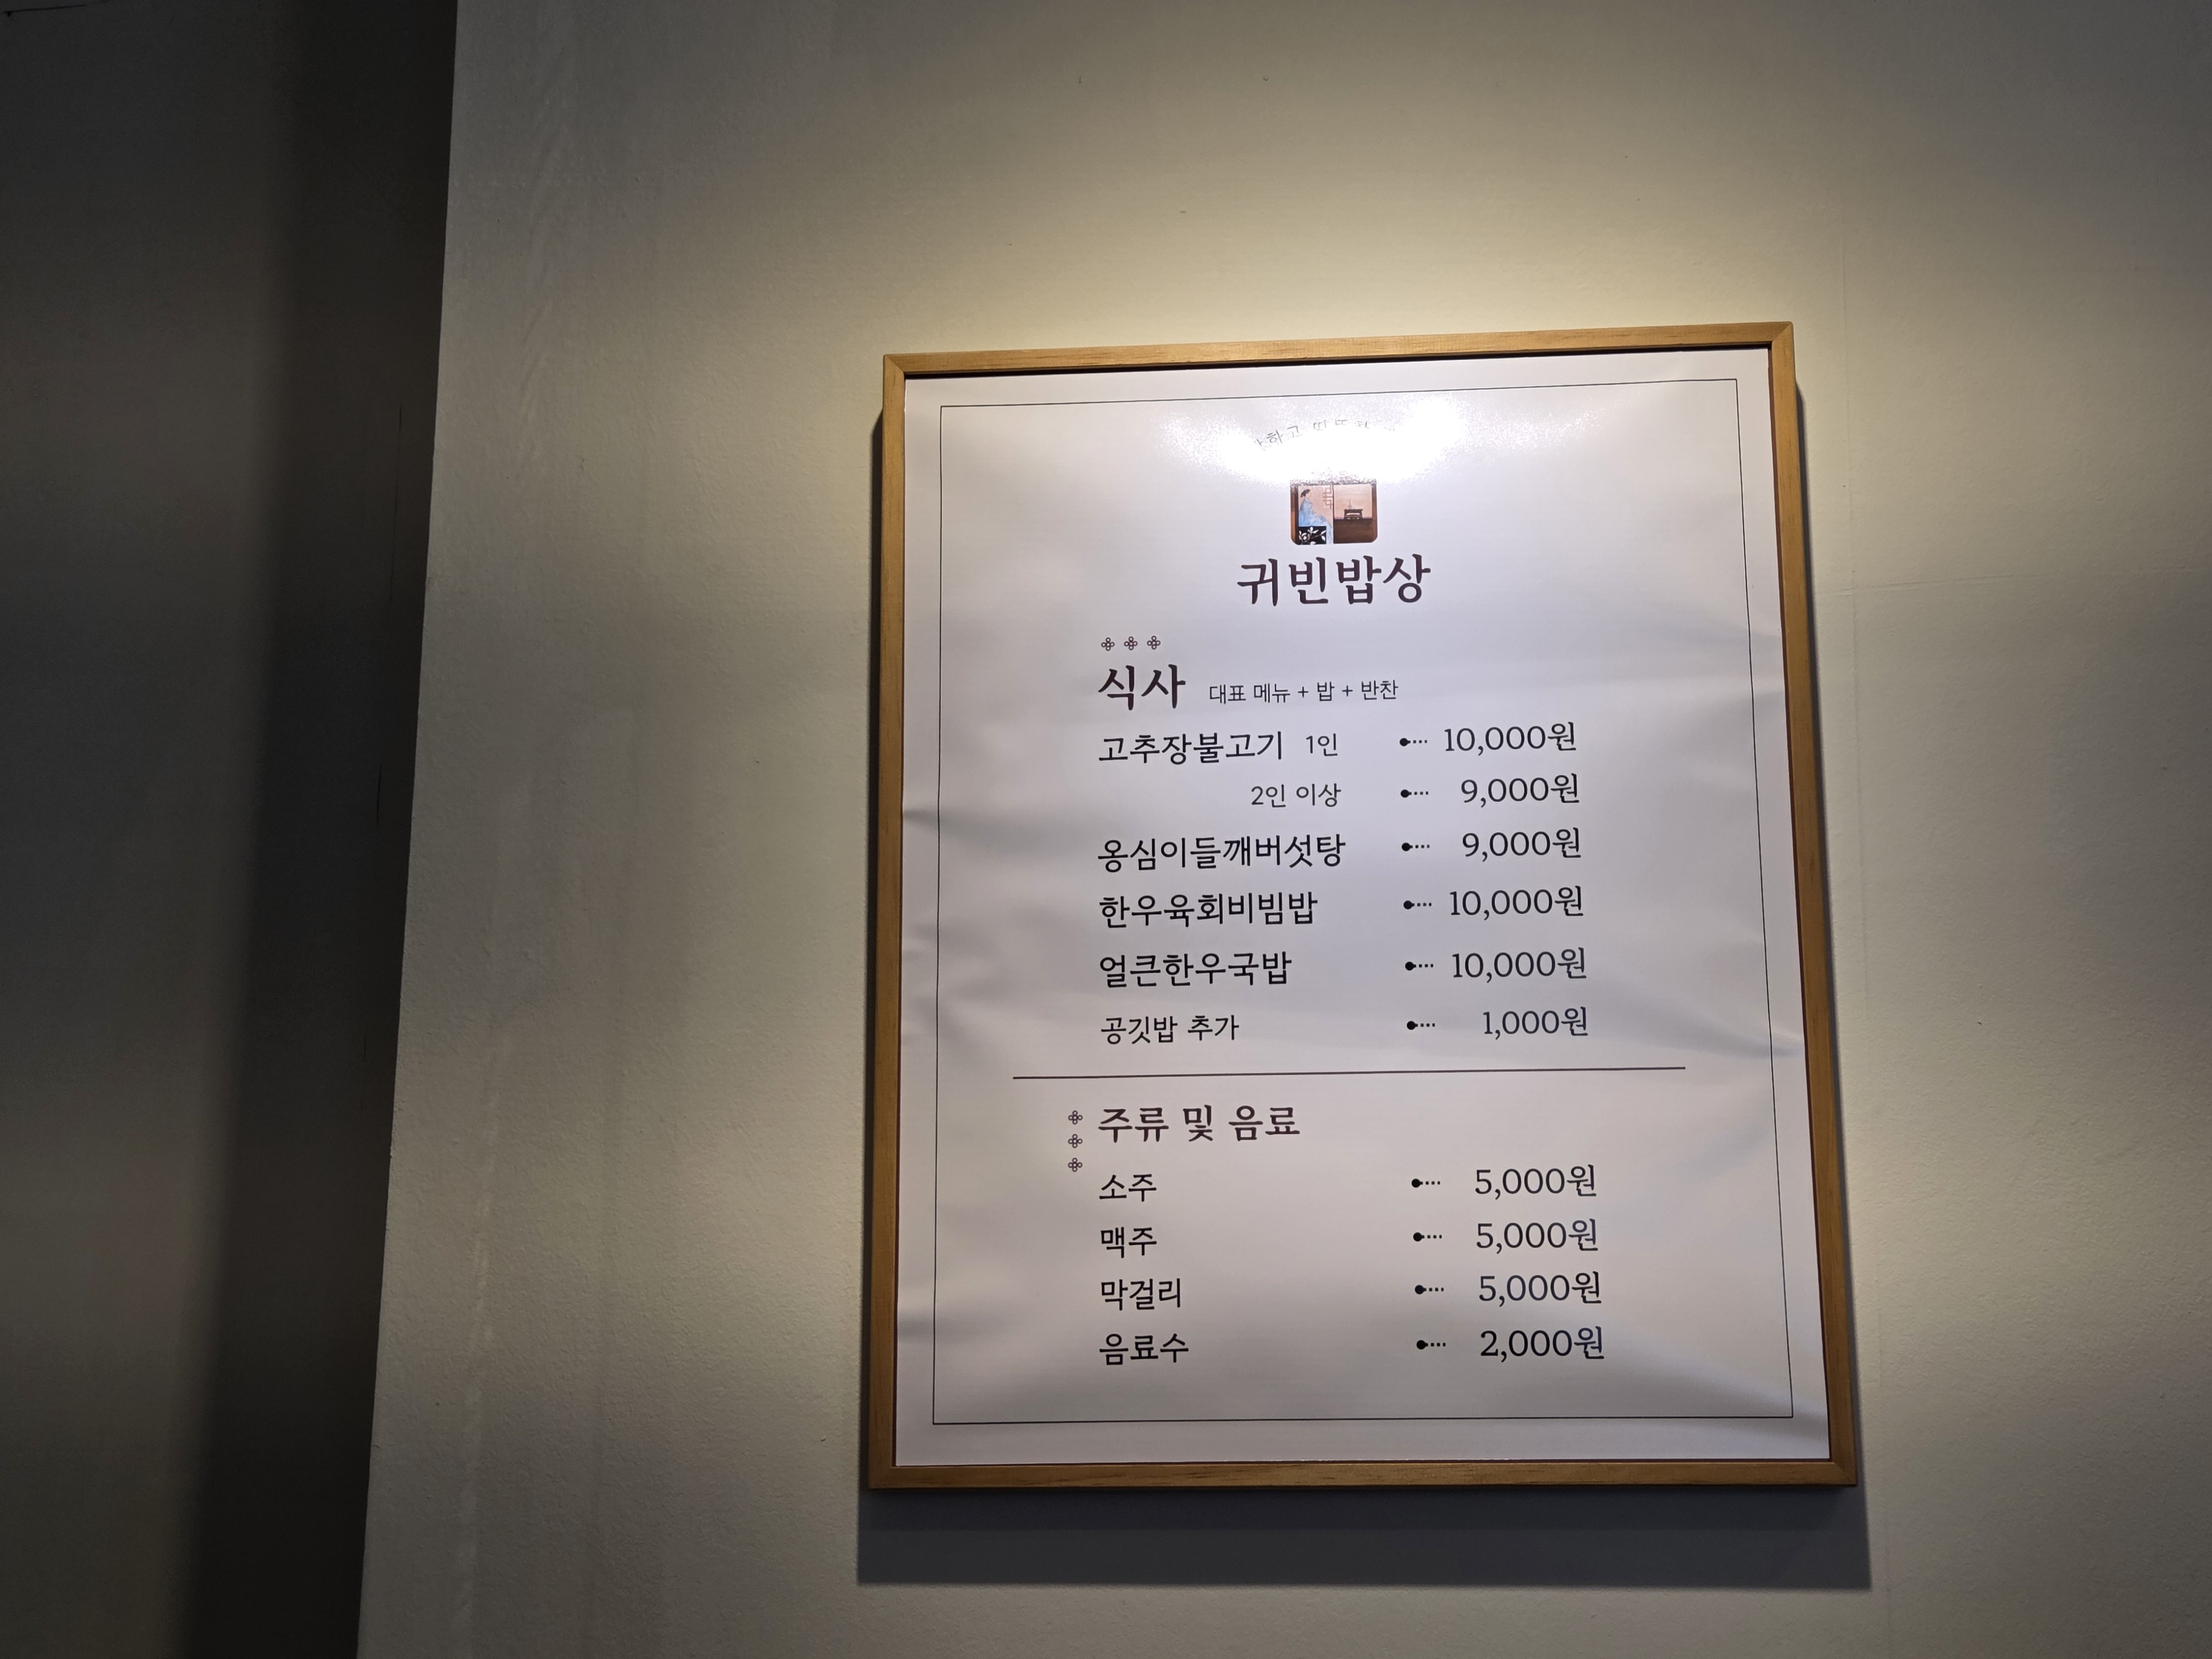 귀빈밥상
식사 대표 메뉴 + 밥 + 반찬
고추장불고기 1인 10,000원
2인 이상 9,000원
옹심이들깨버섯탕 9,000원
한우육회비빔밥 10,000원
얼큰한우국밥 10,000원
공깃밥 추가 1,000원
주류 및 음료
소주 5,000원
맥주 5,000원
막걸리 5,000원
음료수 2,000원